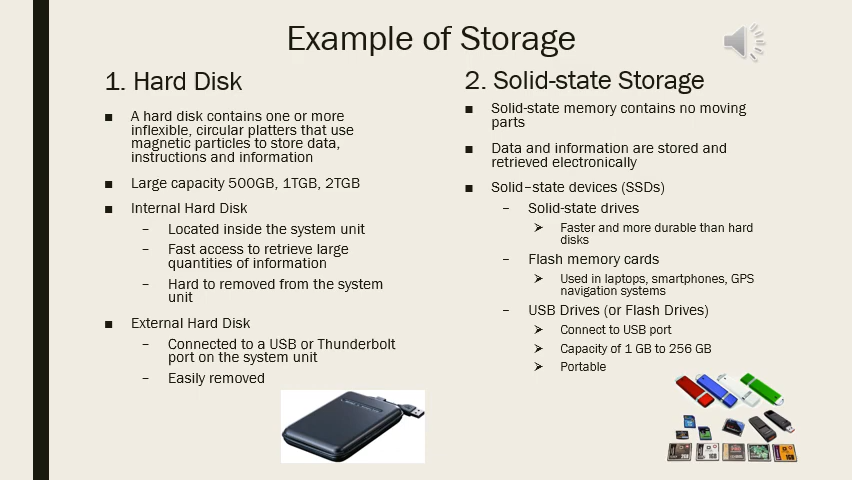 Example of Storage
1. Hard Disk
■ A hard disk contains one or more
inflexible, circular platters that use
magnetic particles to store data,
instructions and information
■ Large capacity 500GB, 1TGB, 2TGB
■ Internal Hard Disk
– Located inside the system unit
– Fast access to retrieve large
quantities of information
– Hard to removed from the system
unit
■ External Hard Disk
– Connected to a USB or Thunderbolt
port on the system unit
– Easily removed
2. Solid-state Storage
■ Solid-state memory contains no moving
parts
■ Data and information are stored and
retrieved electronically
■ Solid–state devices (SSDs)
– Solid-state drives
➢ Faster and more durable than hard
disks
– Flash memory cards
➢ Used in laptops, smartphones, GPS
navigation systems
– USB Drives (or Flash Drives)
➢ Connect to USB port
➢ Capacity of 1 GB to 256 GB
➢ Portable